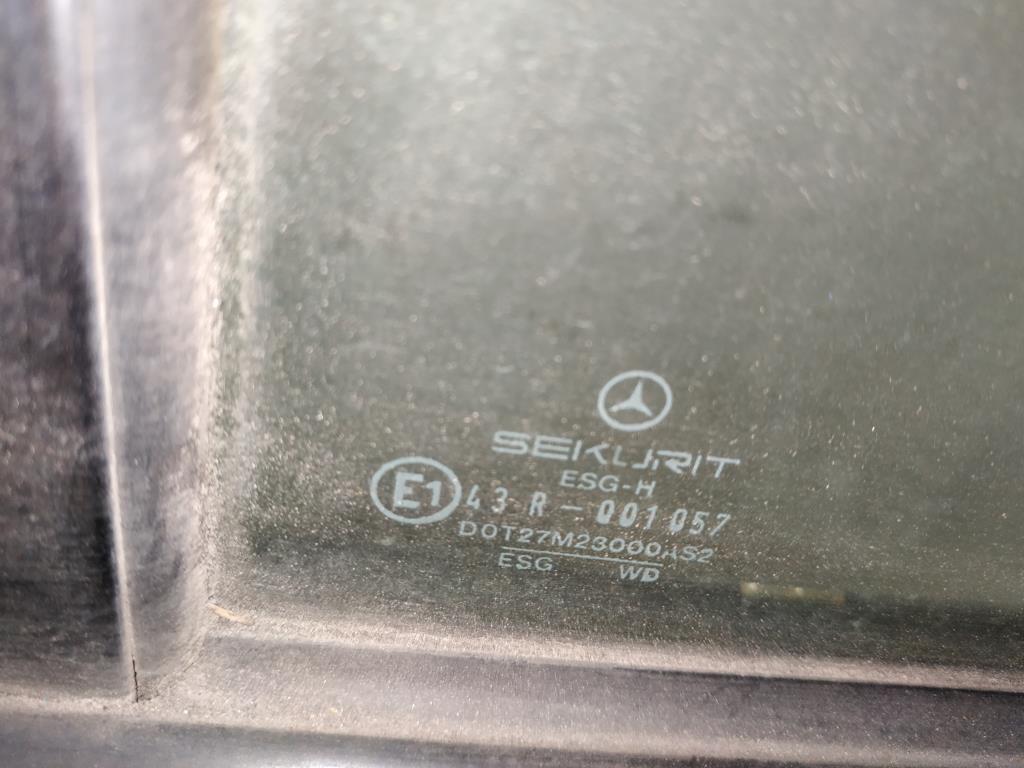 SEKURIT
ESG-H
E1 43 R - 001057
DOT27M23000AS2
ESG WD